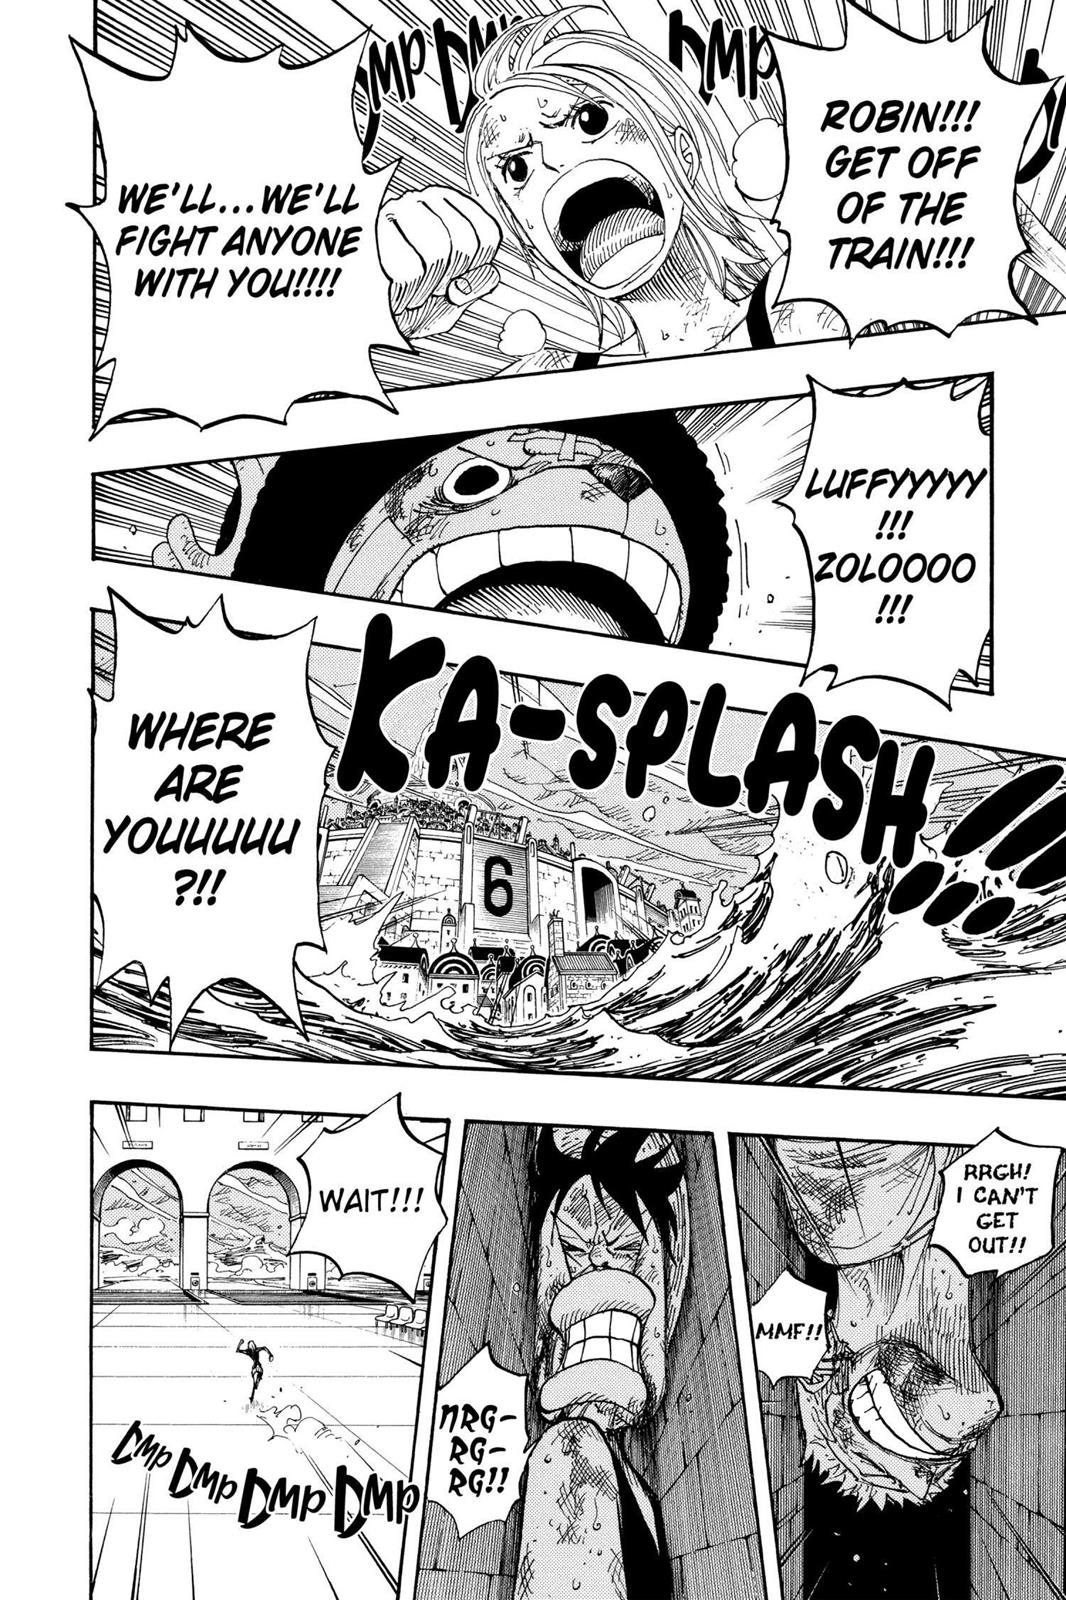 ROBIN!!!
GET OFF
OF THE
TRAIN!!!
DMP DMP
DMP
WE'LL...WE'LL
FIGHT ANYONE
WITH YOU!!!!
LUFFYYYYY
!!!
ZOLOOOO
!!!
KA-SPLASH...!!!
WHERE
ARE
YOUUUUU
?!!
6
RRGH!
I CAN'T
GET
OUT!!
MMF!!
NRG-
RG-
RG!!
WAIT!!!
DMP DMP DMP DMP